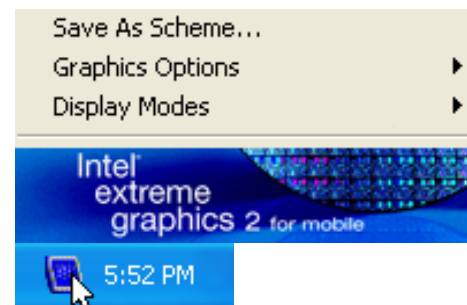 Save As Scheme...
Graphics Options
Display Modes
Intel
extreme
graphics 2 for mobile
5:52 PM